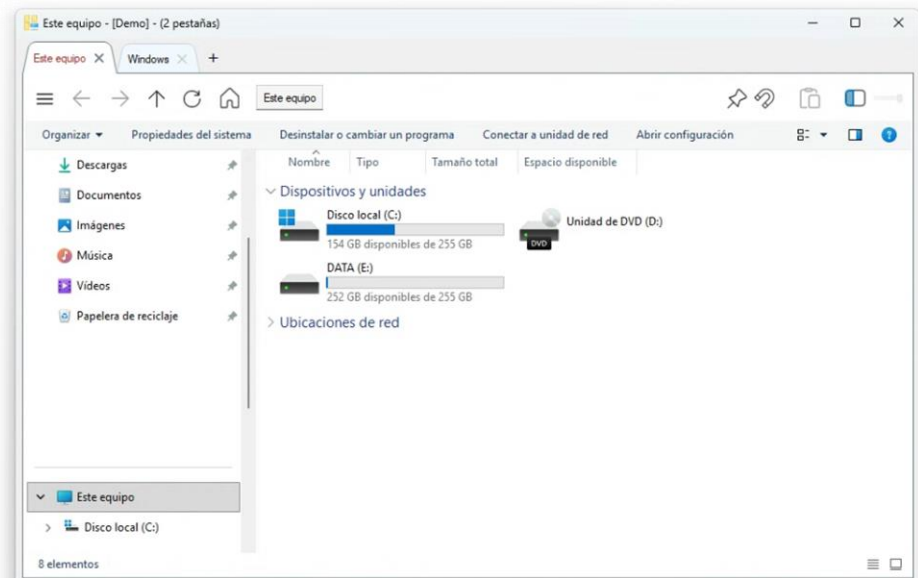 Este equipo - [Demo] - (2 pestañas)
Este equipo
Windows
Este equipo
Organizar
Propiedades del sistema
Desinstalar o cambiar un programa
Conectar a unidad de red
Abrir configuración
Descargas
Documentos
Imágenes
Música
Vídeos
Papelera de reciclaje
Este equipo
Disco local (C:)
Nombre
Tipo
Tamaño total
Espacio disponible
Dispositivos y unidades
Disco local (C:)
154 GB disponibles de 255 GB
DVD
Unidad de DVD (D:)
DATA (E:)
252 GB disponibles de 255 GB
Ubicaciones de red
8 elementos